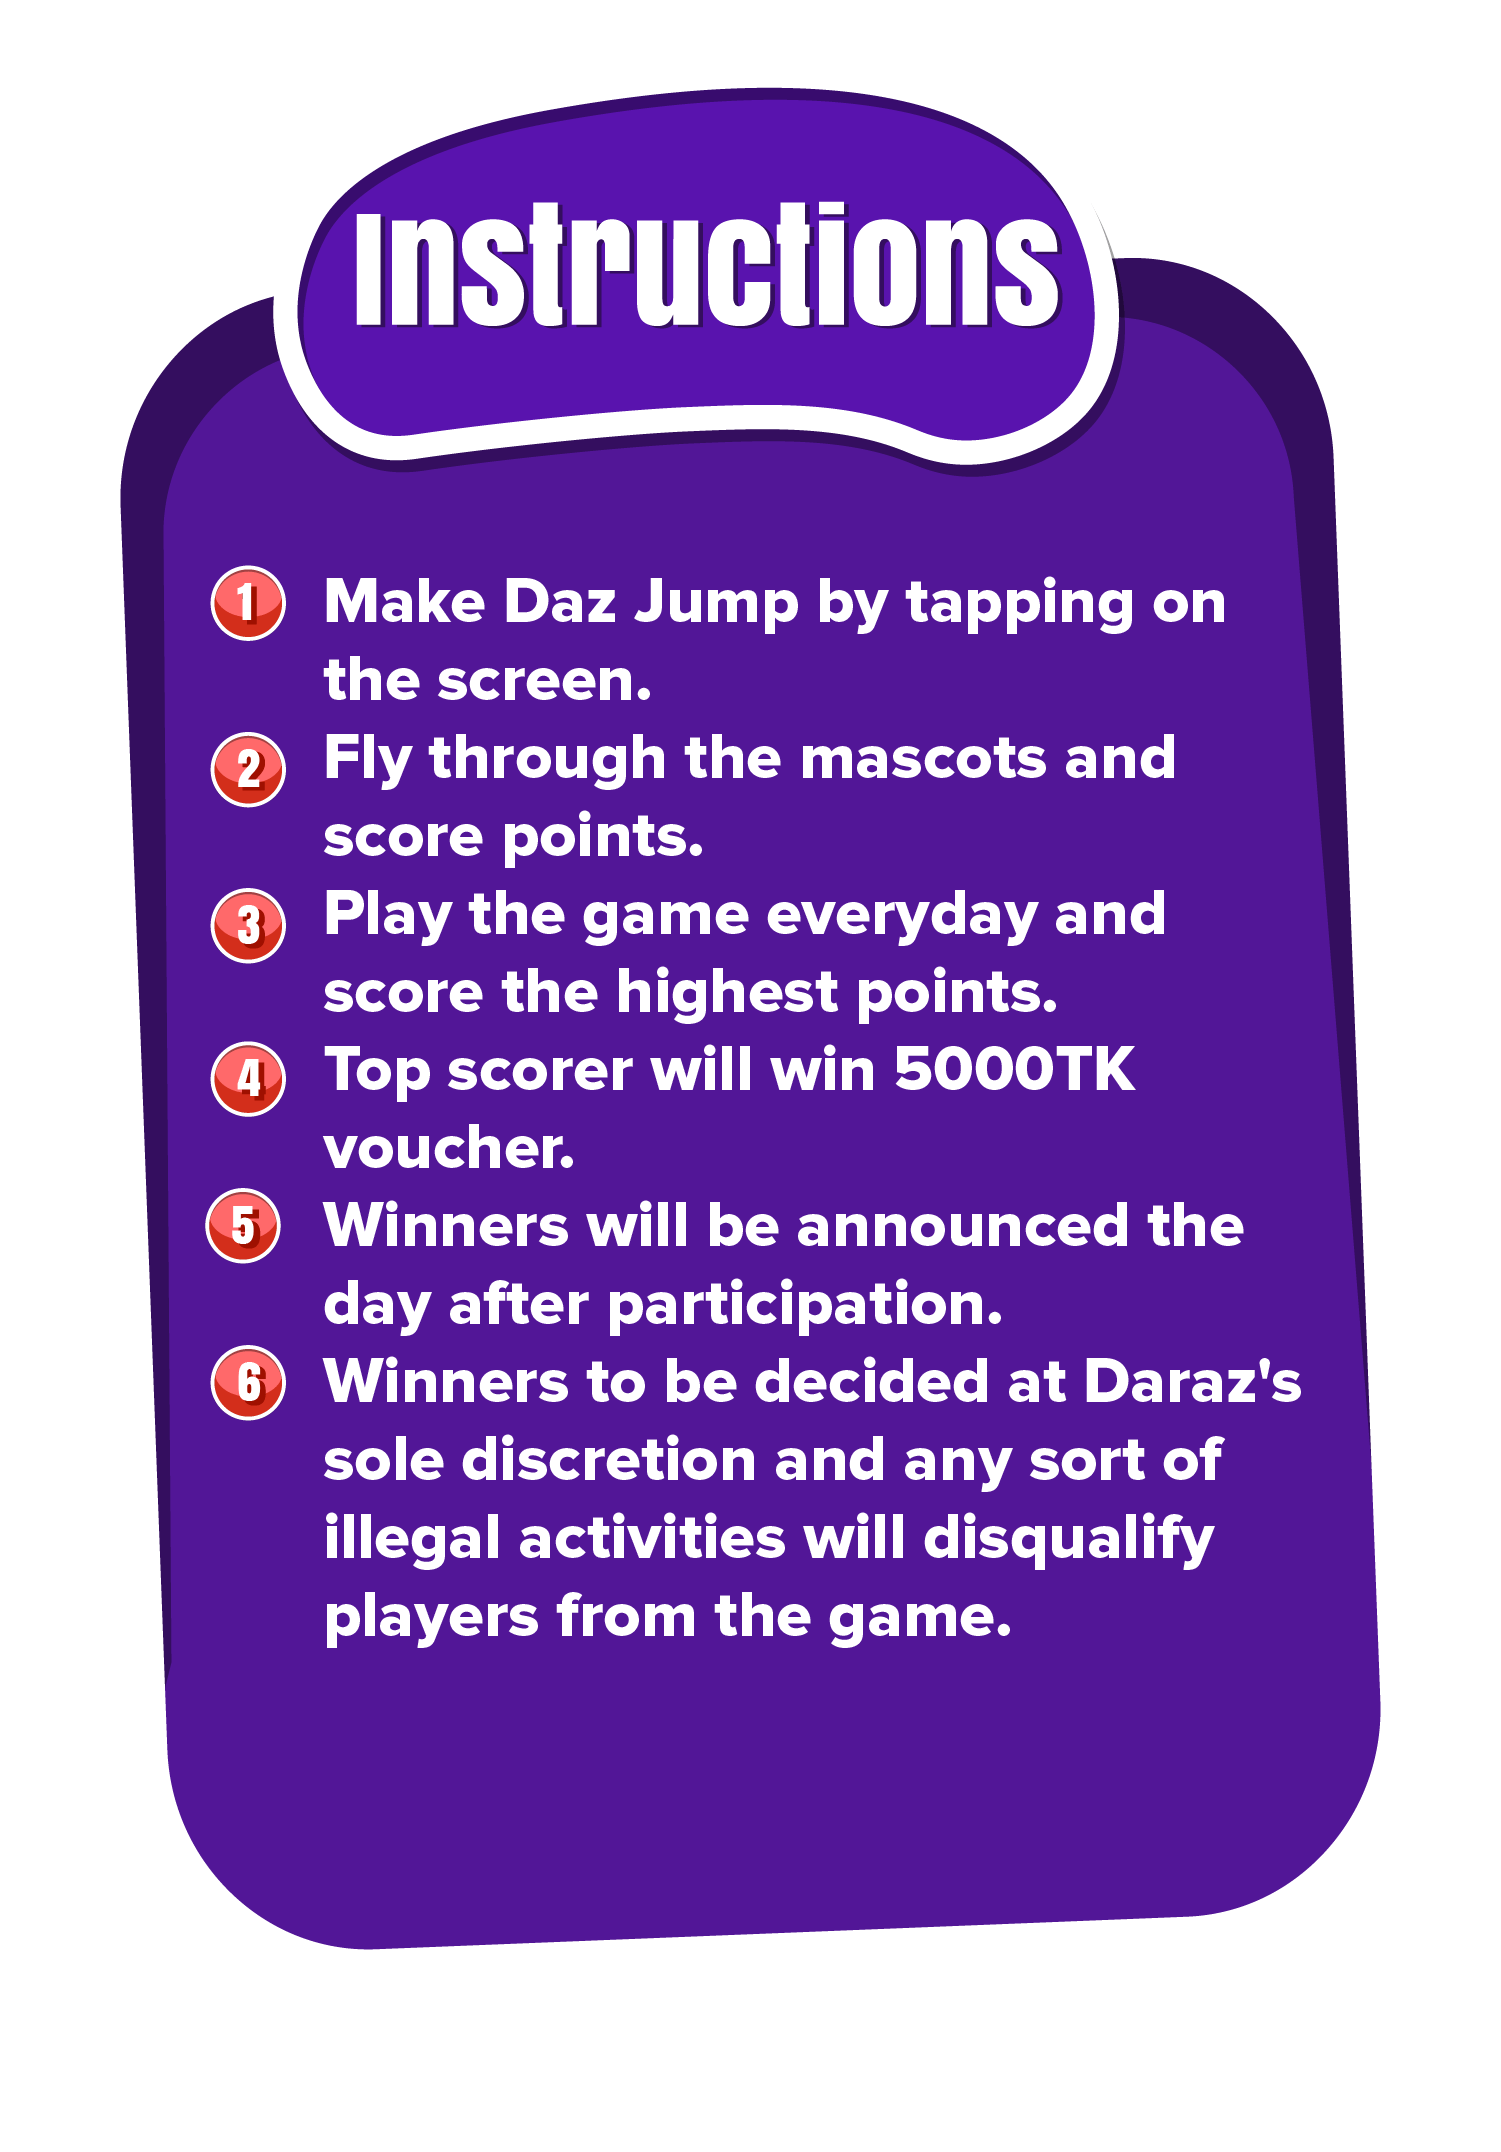 Instructions
1 Make Daz Jump by tapping on
the screen.
2 Fly through the mascots and
score points.
3 Play the game everyday and
score the highest points.
4 Top scorer will win 5000TK
voucher.
5 Winners will be announced the
day after participation.
6 Winners to be decided at Daraz's
sole discretion and any sort of
illegal activities will disqualify
players from the game.